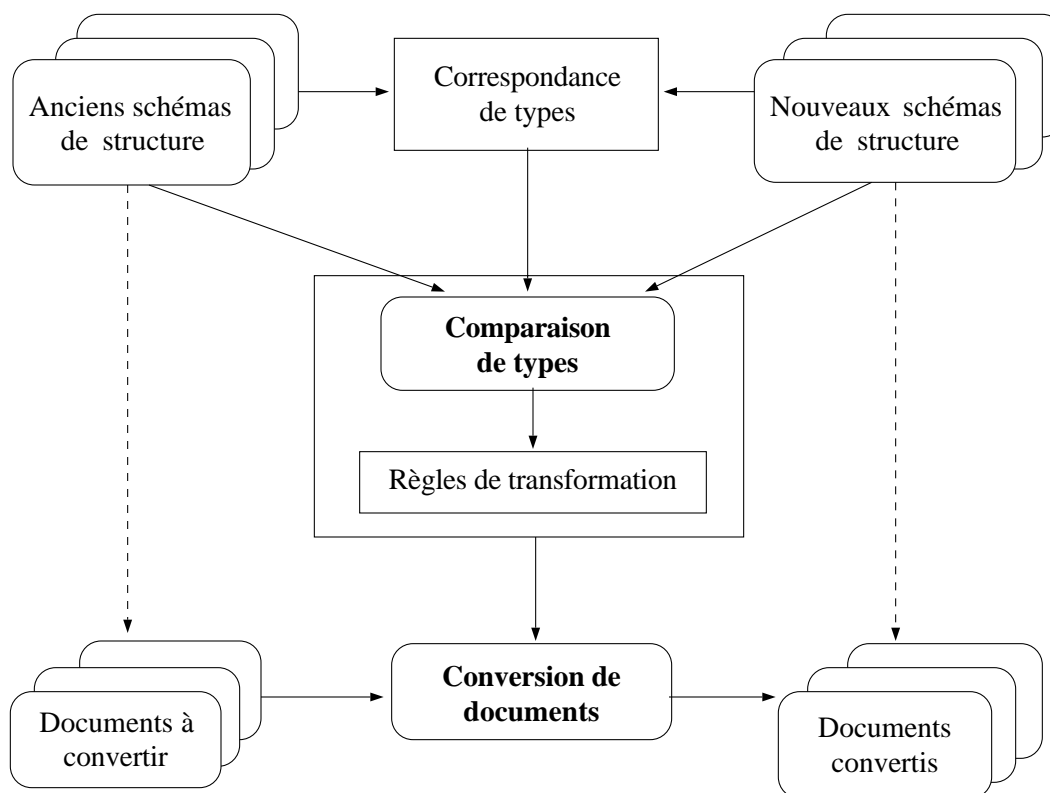 Anciens schémas
de structure
Correspondance
de types
Nouveaux schémas
de structure
Comparaison
de types
Règles de transformation
Documents à
convertir
Conversion de
documents
Documents
convertis